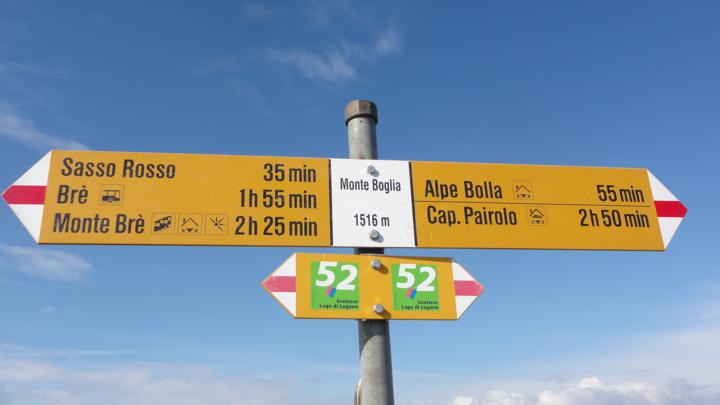 Sasso Rosso 35 min
Brè 1h 55 min
Monte Brè 2h 25 min
Monte Boglia
1516 m
Alpe Bolla 55 min
Cap. Pairolo 2h 50 min
52
Sentiero
Lago di Lugano
52
Sentiero
Lago di Lugano